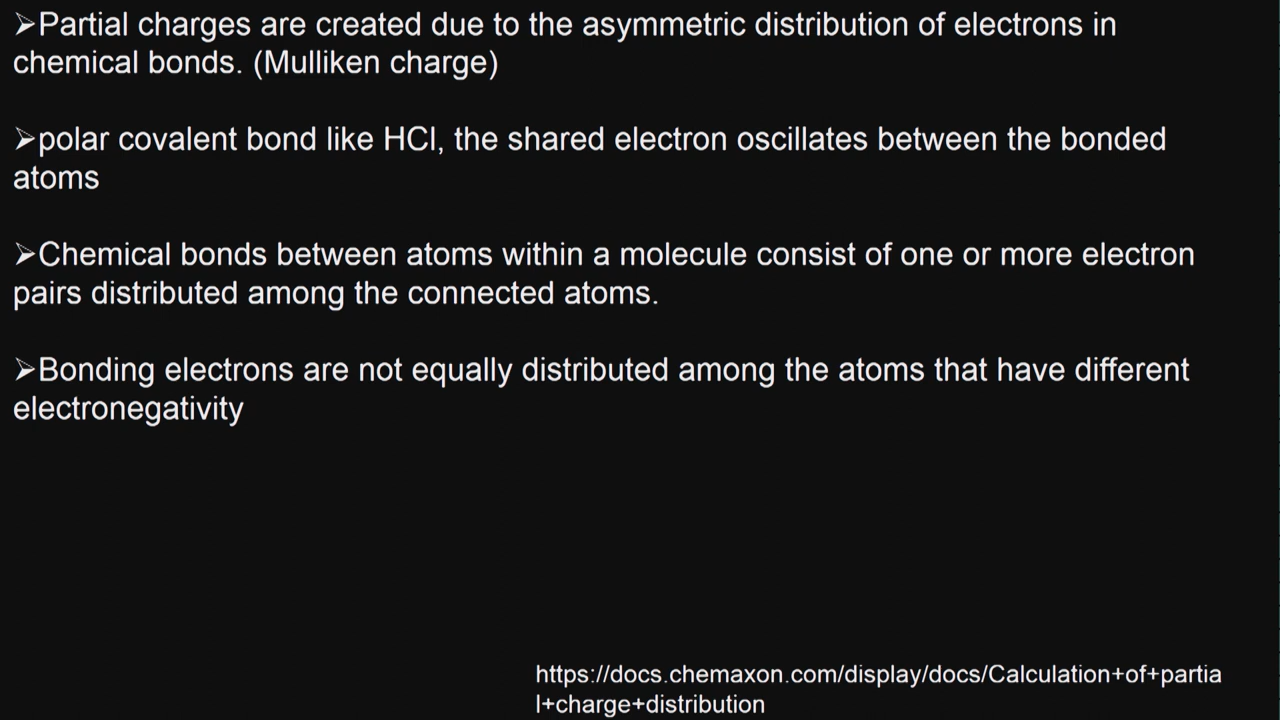 ➢Partial charges are created due to the asymmetric distribution of electrons in
chemical bonds. (Mulliken charge)
➢polar covalent bond like HCl, the shared electron oscillates between the bonded
atoms
➢Chemical bonds between atoms within a molecule consist of one or more electron
pairs distributed among the connected atoms.
➢Bonding electrons are not equally distributed among the atoms that have different
electronegativity
https://docs.chemaxon.com/display/docs/Calculation+of+partia
l+charge+distribution